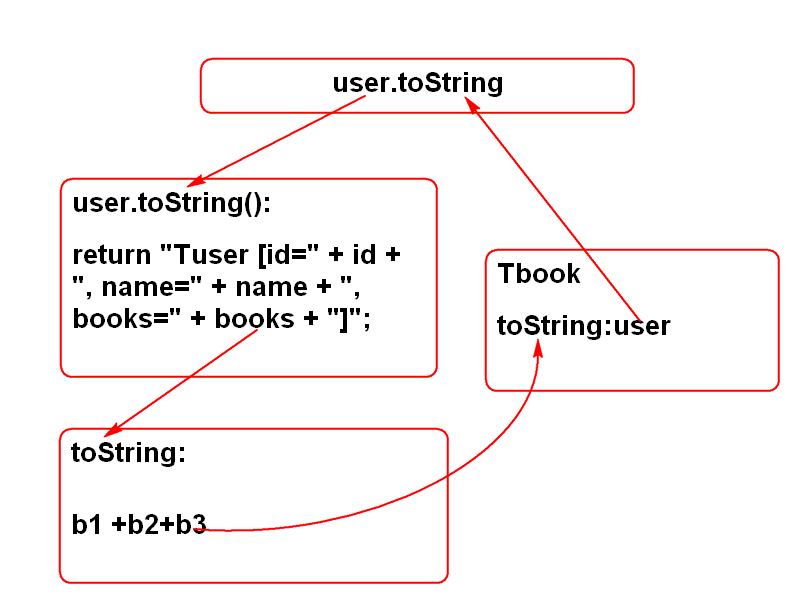 user.toString
user.toString():
return "Tuser [id=" + id +
", name=" + name + ",
books=" + books + "]";
Tbook
toString:user
toString:
b1 +b2+b3